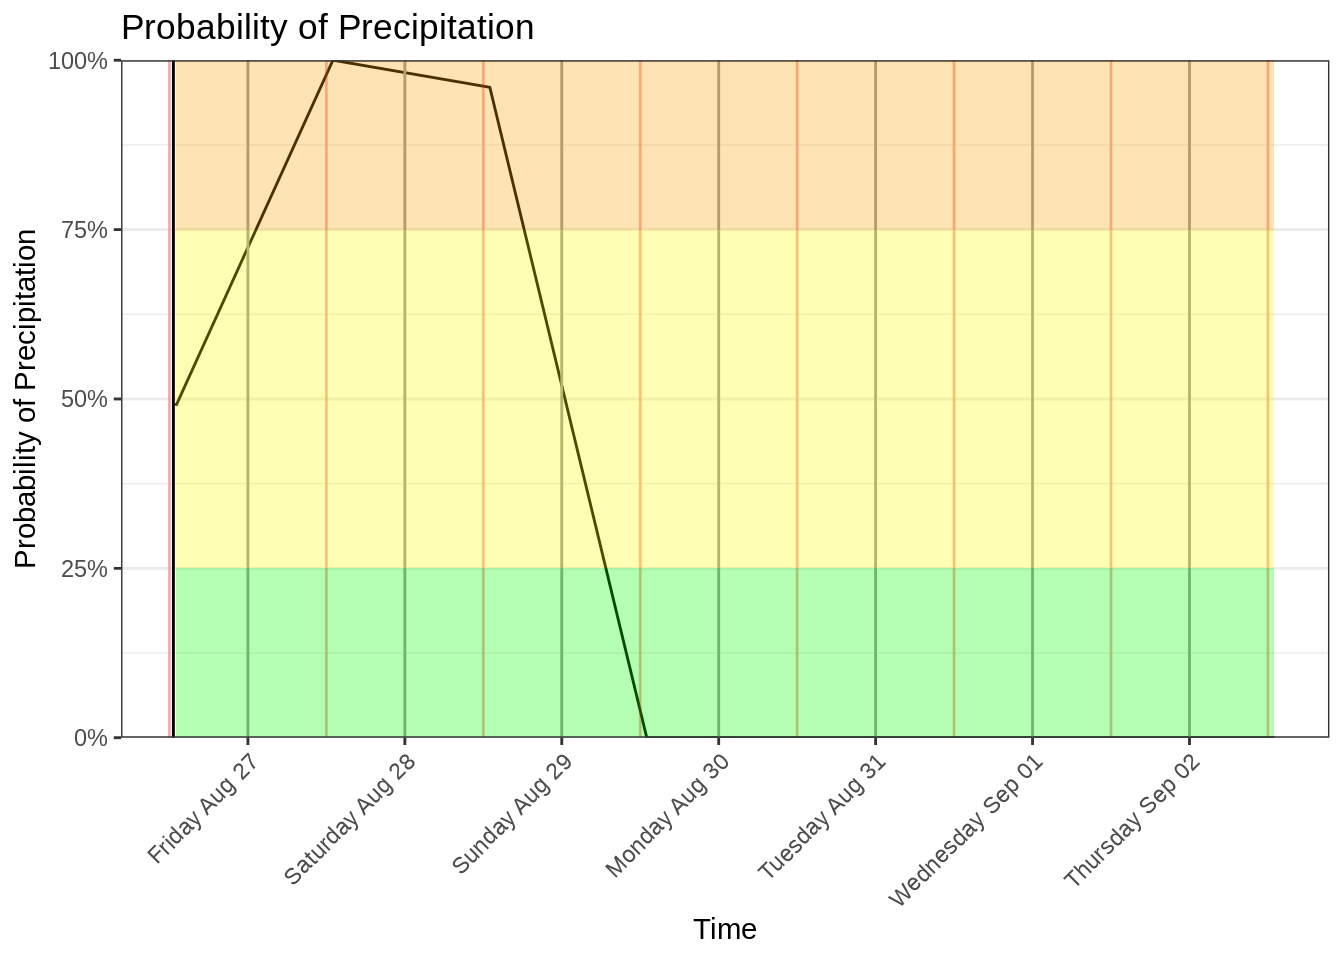 Probability of Precipitation
Probability of Precipitation
100%
75%
50%
25%
0%
Friday Aug 27
Saturday Aug 28
Sunday Aug 29
Monday Aug 30
Tuesday Aug 31
Wednesday Sep 01
Thursday Sep 02
Time